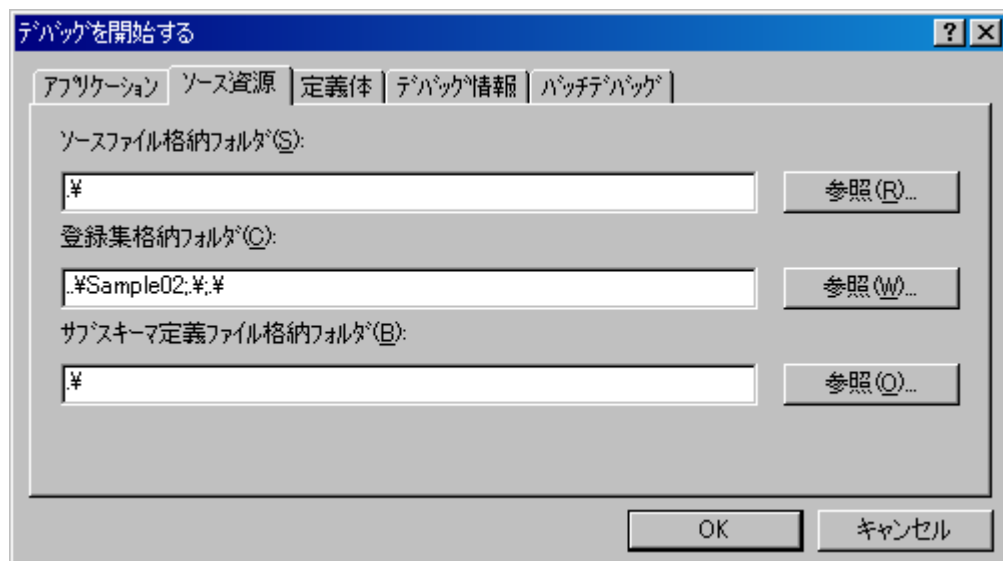 ﾃﾞﾊﾞｯｸﾞを開始する
ｱﾌﾟﾘｹｰｼｮﾝ ｿｰｽ資源 定義体 ﾃﾞﾊﾞｯｸﾞ情報 ﾊﾞｯﾁﾃﾞﾊﾞｯｸﾞ
ｿｰｽﾌｧｲﾙ格納ﾌｫﾙﾀﾞ(S):
.¥ 参照(R)...
登録集格納ﾌｫﾙﾀﾞ(C):
..¥Sample02;.¥;.¥ 参照(W)...
ｻﾌﾞｽｷｰﾏ定義ﾌｧｲﾙ格納ﾌｫﾙﾀﾞ(B):
.¥ 参照(O)...
OK ｷｬﾝｾﾙ